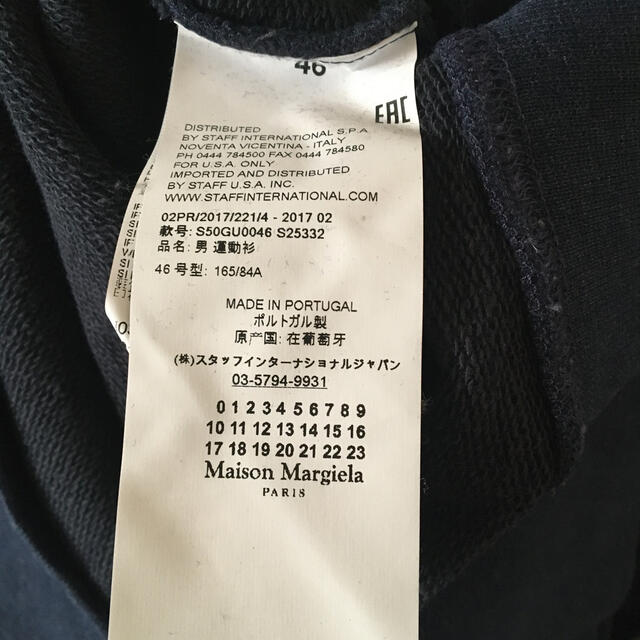 46
EAC
DISTRIBUTED
BY STAFF INTERNATIONAL S.P.A
NOVENTA VICENTINA - ITALY
PH 0444 784500 FAX 0444 784580
FOR U.S.A. ONLY
IMPORTED AND DISTRIBUTED
BY STAFF U.S.A. INC.
WWW.STAFFINTERNATIONAL.COM
02PR/2017/221/4 - 2017 02
款号: S50GU0046 S25332
品名: 男 運動衫
46 号型: 165/84A
MADE IN PORTUGAL
ポルトガル製
原产国: 在葡萄牙
(株)スタッフインターナショナルジャパン
03-5794-9931
0 1 2 3 4 5 6 7 8 9
10 11 12 13 14 15 16
17 18 19 20 21 22 23
Maison Margiela
PARIS